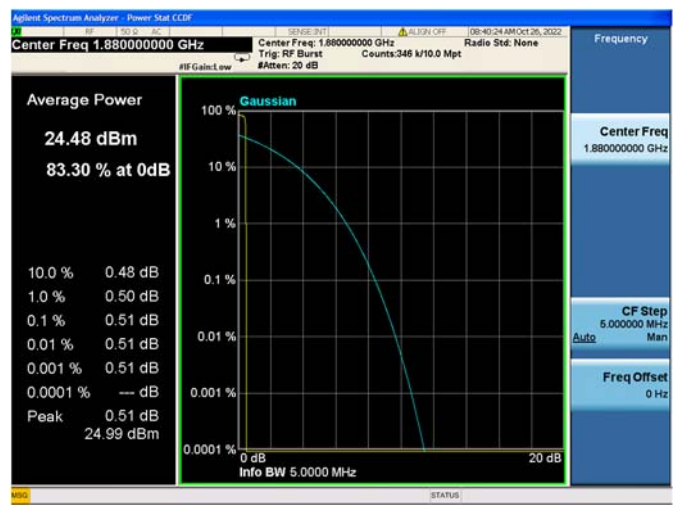 Agilent Spectrum Analyzer - Power Stat CCDF
RF 50 Ω AC SENSE:INT ALIGN OFF 08:40:24 AM Oct 26, 2022
Center Freq 1.880000000 GHz
Center Freq: 1.880000000 GHz Radio Std: None
Trig: RF Burst Counts:346 k/10.0 Mpt
#IFGain:Low #Atten: 20 dB
Frequency
Average Power
24.48 dBm
83.30 % at 0dB
10.0 % 0.48 dB
1.0 % 0.50 dB
0.1 % 0.51 dB
0.01 % 0.51 dB
0.001 % 0.51 dB
0.0001 % --- dB
Peak 0.51 dB
24.99 dBm
Gaussian
100 %
10 %
1 %
0.1 %
0.01 %
0.001 %
0.0001 %
0 dB 20 dB
Info BW 5.0000 MHz
Center Freq
1.880000000 GHz
CF Step
5.000000 MHz
Auto Man
Freq Offset
0 Hz
MSG STATUS